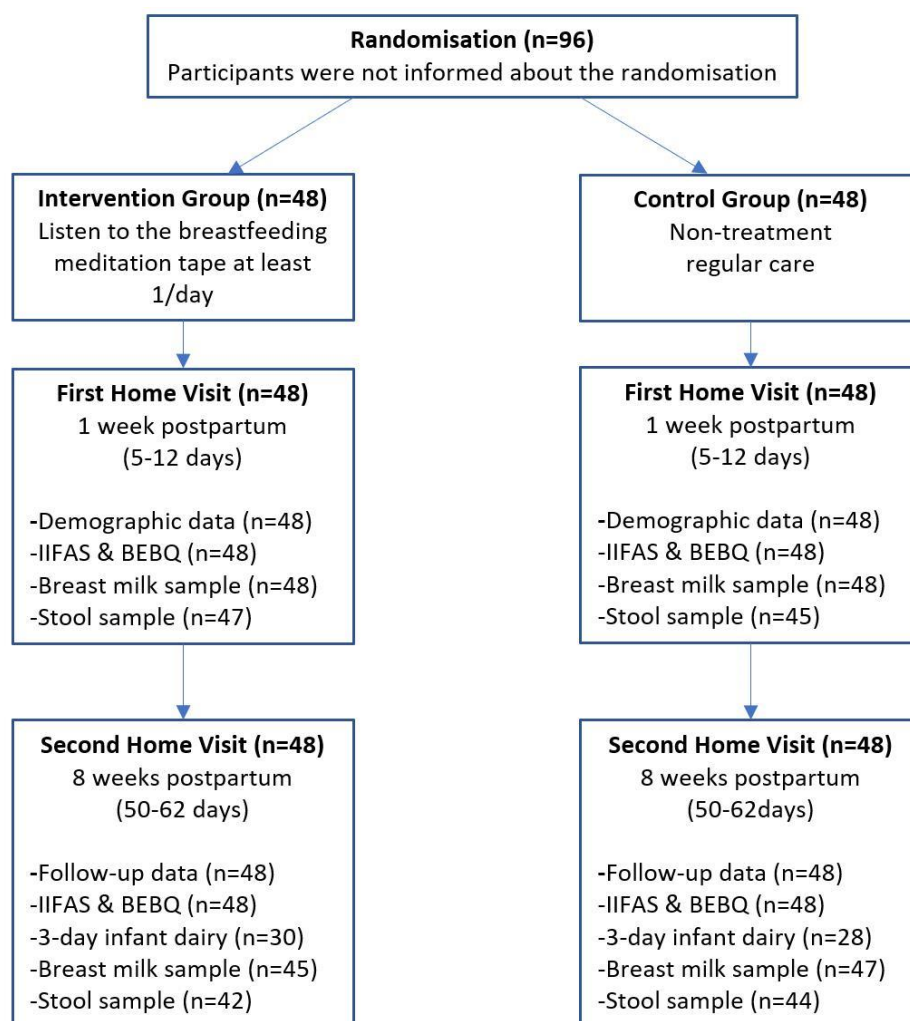 Randomisation (n=96)
Participants were not informed about the randomisation
Intervention Group (n=48)
Listen to the breastfeeding
meditation tape at least
1/day
Control Group (n=48)
Non-treatment
regular care
First Home Visit (n=48)
1 week postpartum
(5-12 days)
-Demographic data (n=48)
-IIFAS & BEBQ (n=48)
-Breast milk sample (n=48)
-Stool sample (n=47)
First Home Visit (n=48)
1 week postpartum
(5-12 days)
-Demographic data (n=48)
-IIFAS & BEBQ (n=48)
-Breast milk sample (n=48)
-Stool sample (n=45)
Second Home Visit (n=48)
8 weeks postpartum
(50-62 days)
-Follow-up data (n=48)
-IIFAS & BEBQ (n=48)
-3-day infant dairy (n=30)
-Breast milk sample (n=45)
-Stool sample (n=42)
Second Home Visit (n=48)
8 weeks postpartum
(50-62days)
-Follow-up data (n=48)
-IIFAS & BEBQ (n=48)
-3-day infant dairy (n=28)
-Breast milk sample (n=47)
-Stool sample (n=44)